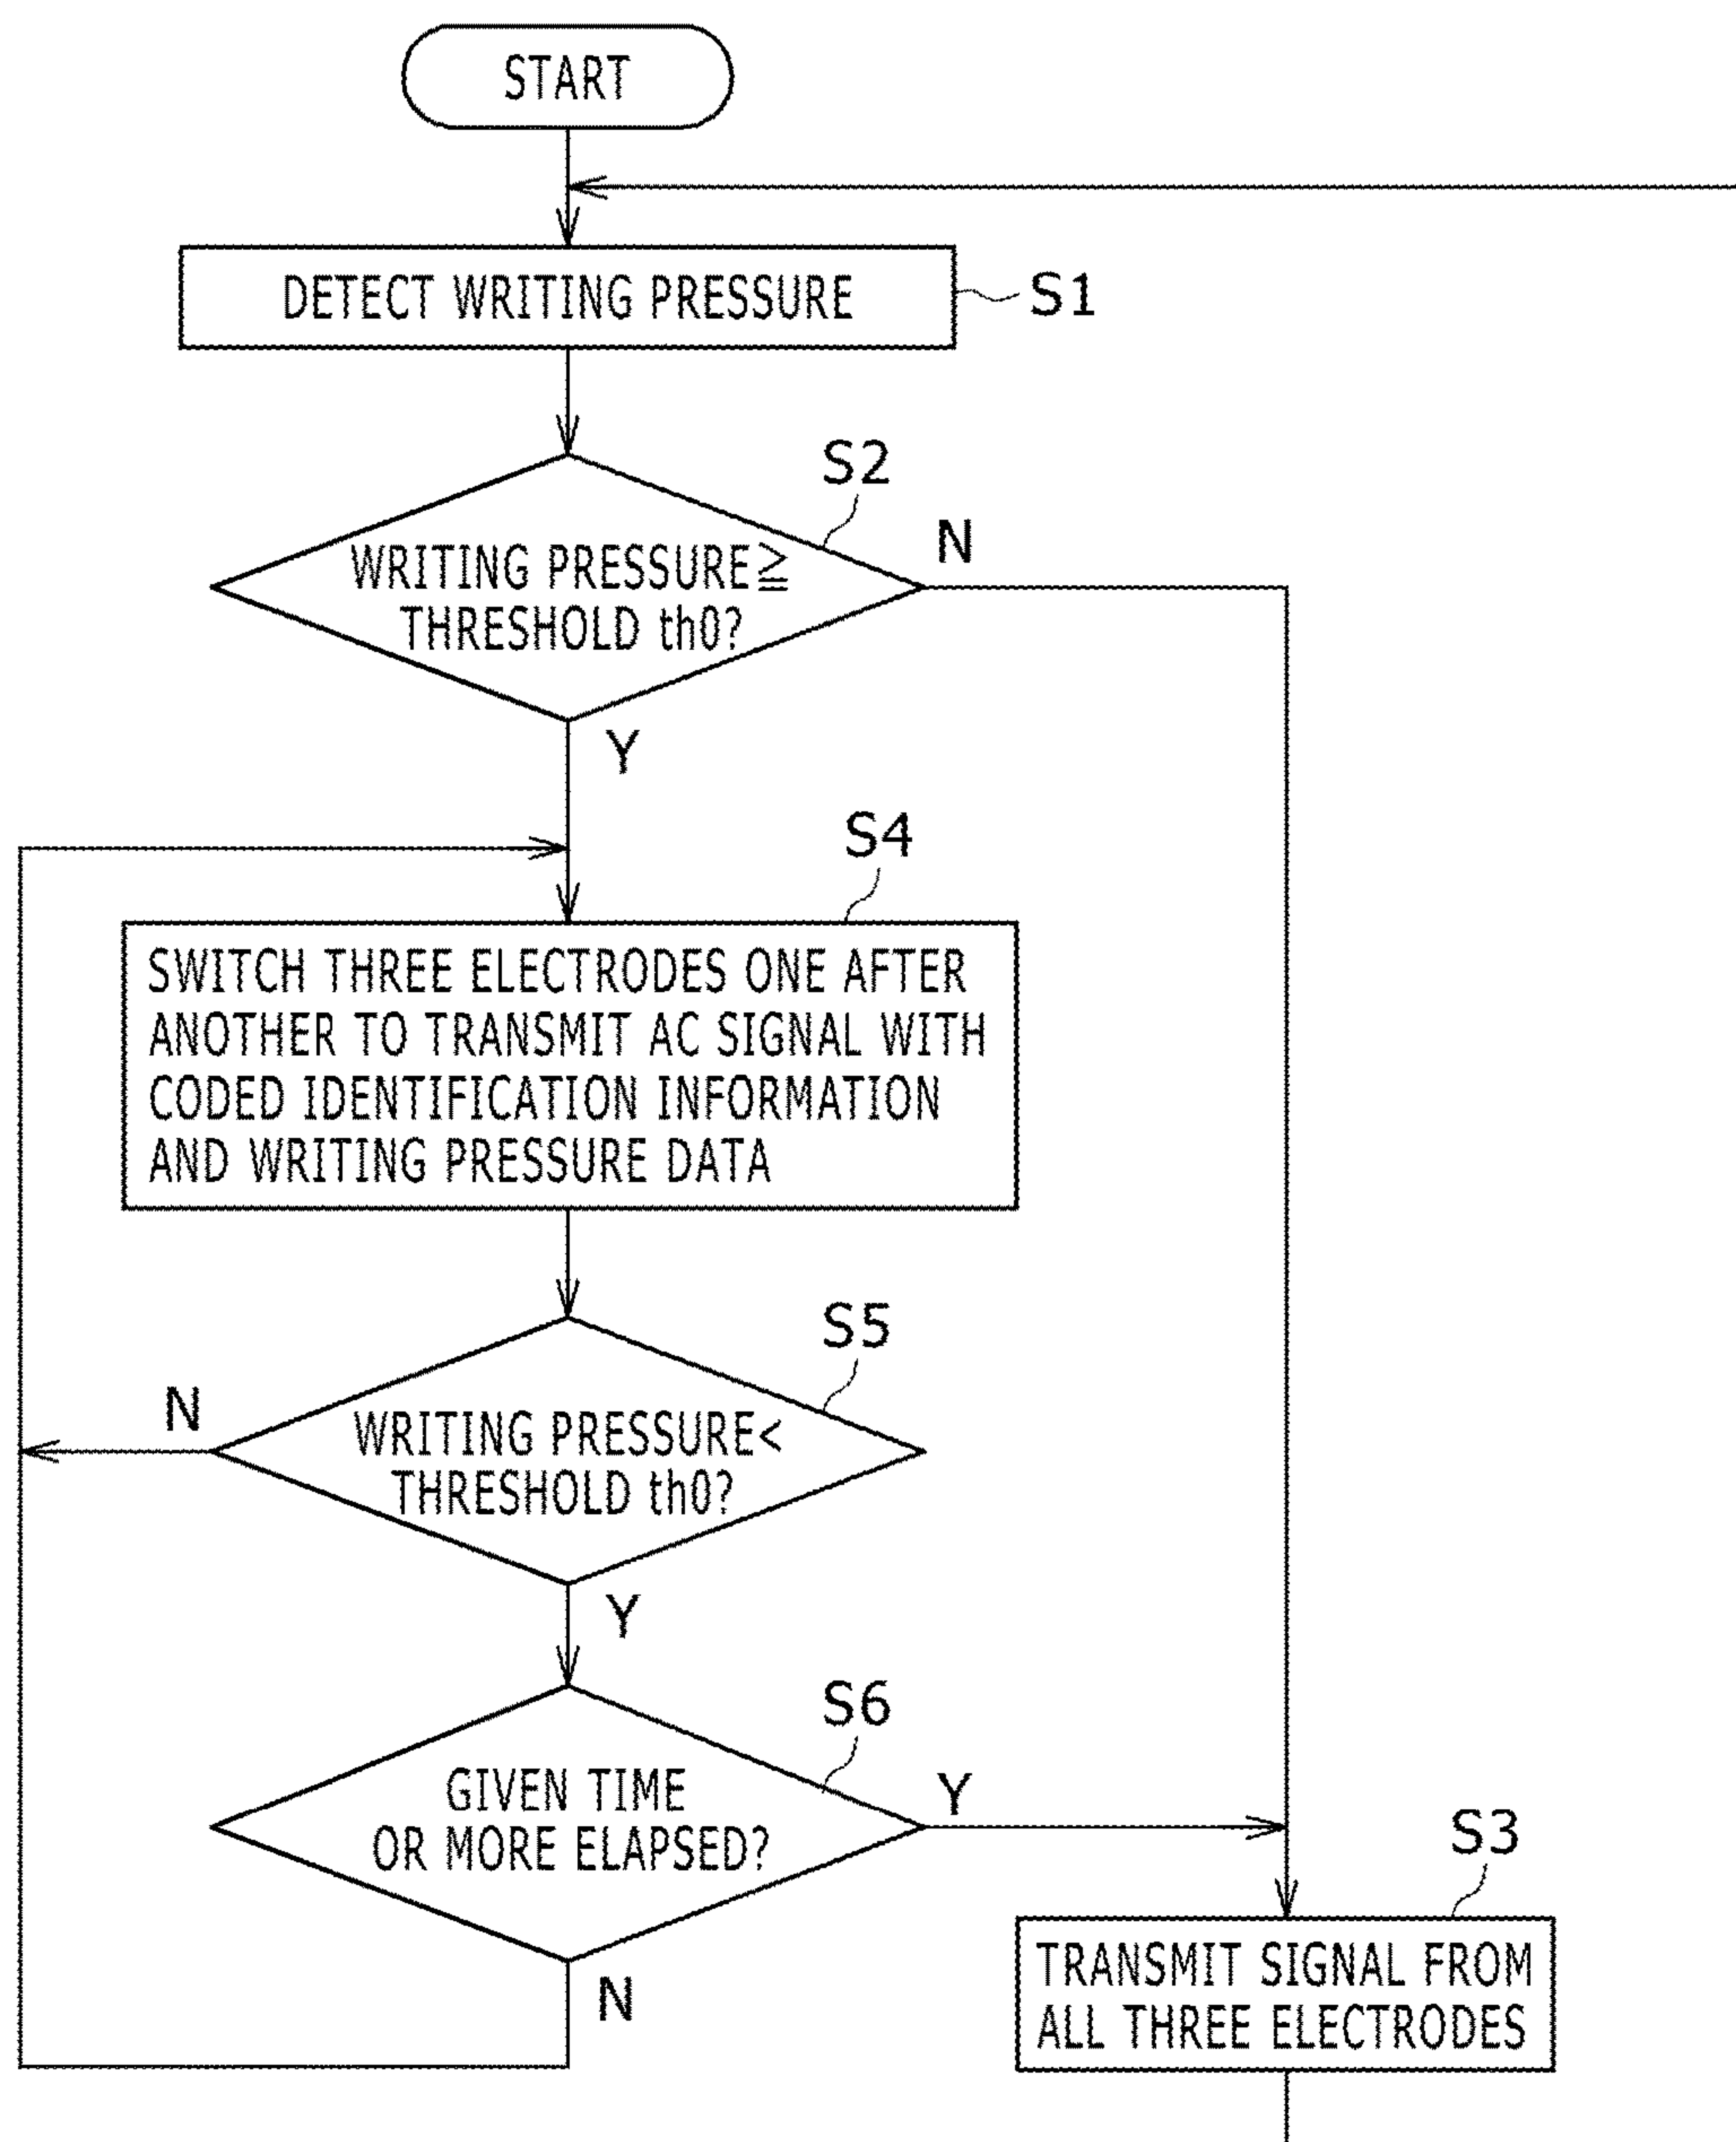 START
DETECT WRITING PRESSURE
S1
S2
WRITING PRESSURE≧
THRESHOLD th0?
N
Y
S4
SWITCH THREE ELECTRODES ONE AFTER
ANOTHER TO TRANSMIT AC SIGNAL WITH
CODED IDENTIFICATION INFORMATION
AND WRITING PRESSURE DATA
S5
N
WRITING PRESSURE<
THRESHOLD th0?
Y
S6
GIVEN TIME
OR MORE ELAPSED?
Y
N
S3
TRANSMIT SIGNAL FROM
ALL THREE ELECTRODES